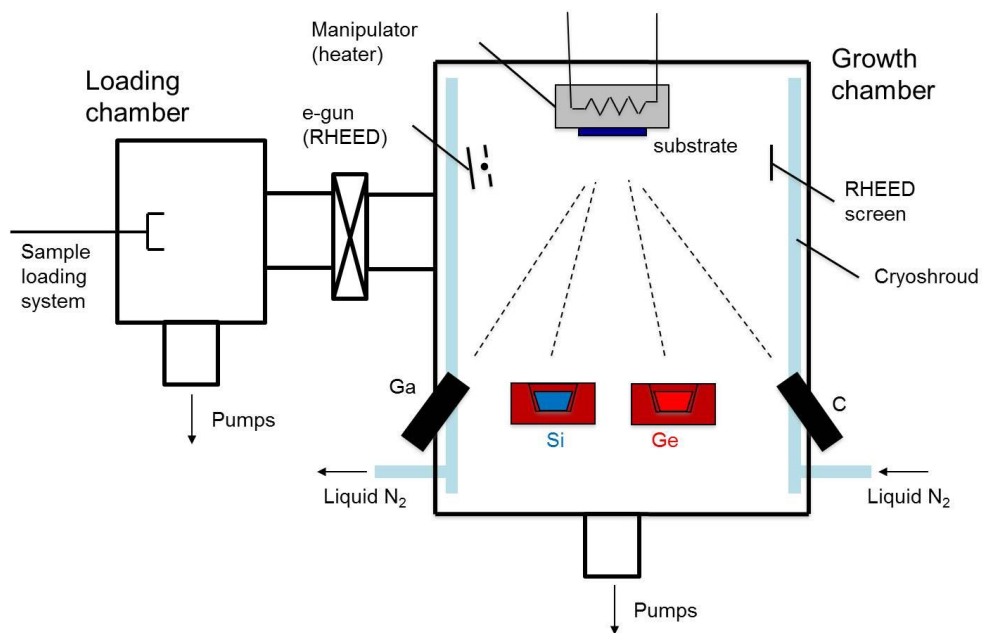 Loading
chamber
Manipulator
(heater)
Growth
chamber
e-gun
(RHEED)
substrate
RHEED
screen
Sample
loading
system
Cryoshroud
Ga
C
Pumps
Si
Ge
Liquid N₂
Liquid N₂
Pumps